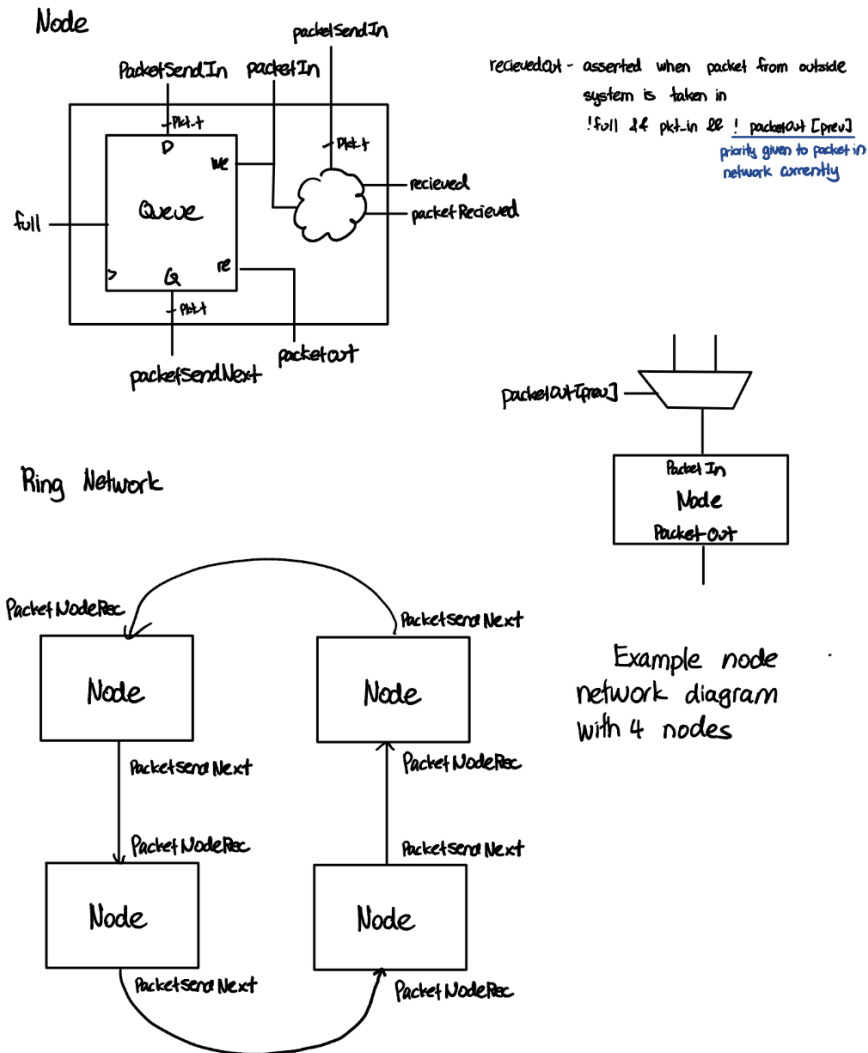 Node
packetSendIn
PacketSendIn
packetIn
recievedOut - asserted when packet from outside
system is taken in
!full && pkt_in && ! packetOut [prev]
priority given to packet in
network currently
Pkt_t
Pkt_t
D
we
recieved
packetRecieved
Queue
full
>
Q
re
Pkt_t
packetSendNext
packetOut
packetOut[prev]
Packet In
Node
Packet Out
Ring Network
PacketNodeRec
PacketSendNext
Node
Node
Example node
network diagram
with 4 nodes
PacketSendNext
PacketNodeRec
PacketNodeRec
PacketSendNext
Node
Node
PacketSendNext
PacketNodeRec